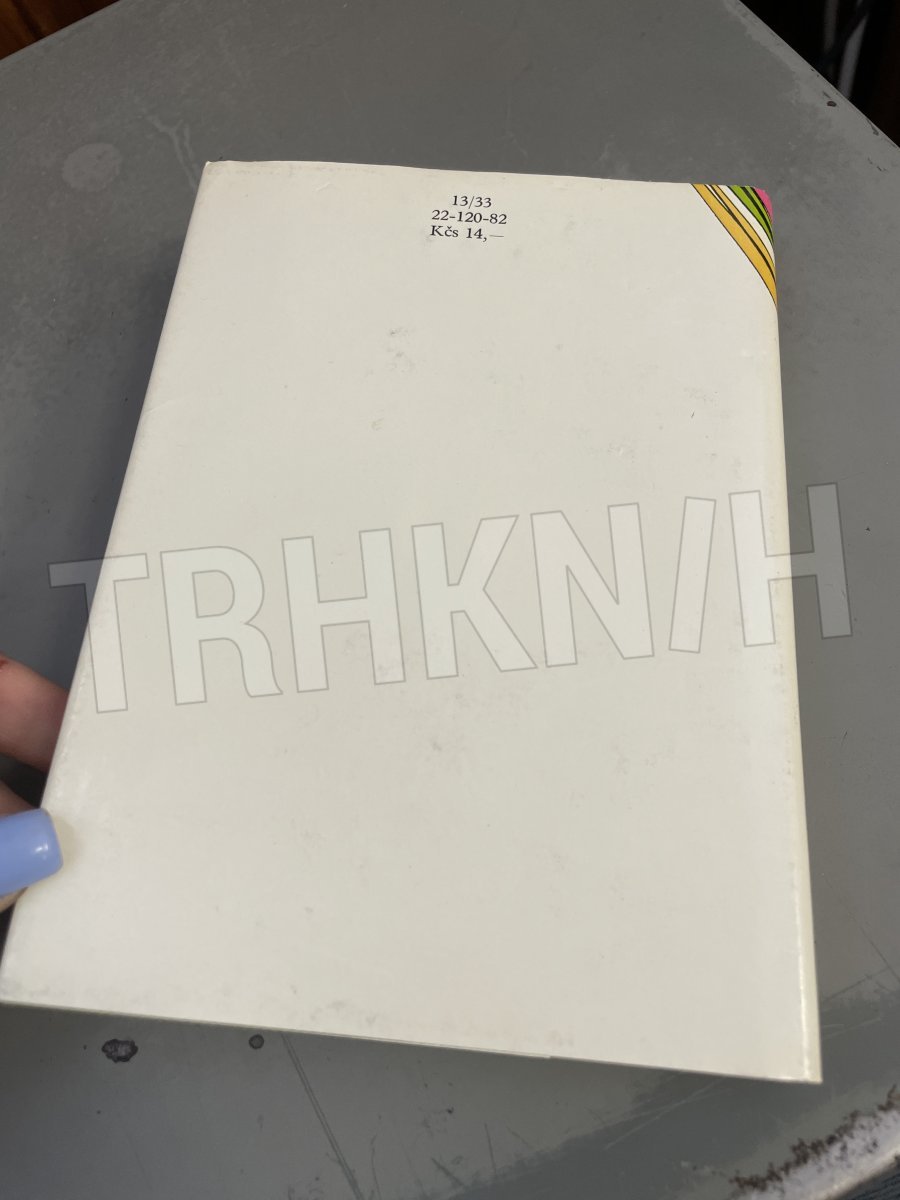 13/33
22-120-82
Kčs 14,—
TRHKNIH